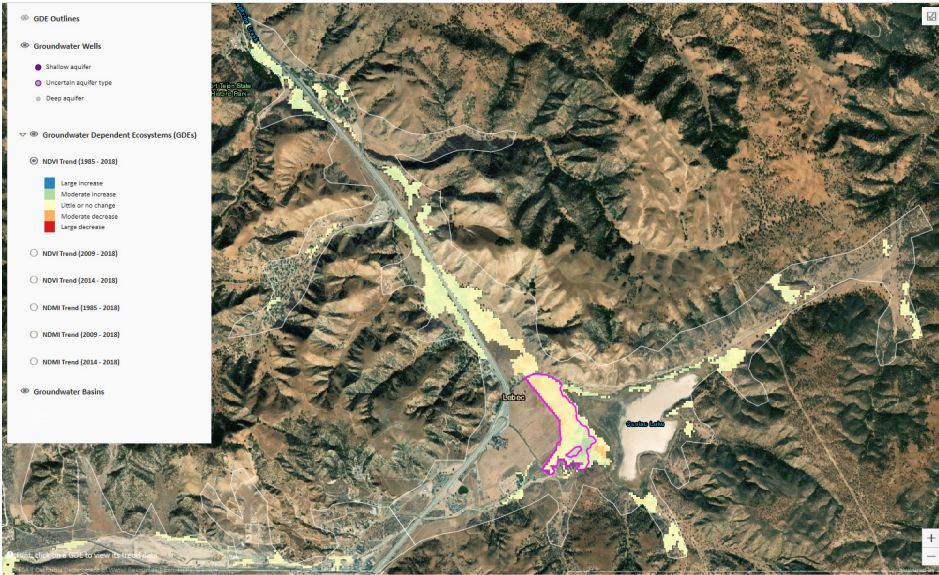 GDE Outlines
Groundwater Wells
Shallow aquifer
Uncertain aquifer type
Deep aquifer
Groundwater Dependent Ecosystems (GDEs)
NDVI Trend (1985 - 2018)
Large increase
Moderate increase
Little or no change
Moderate decrease
Large decrease
NDVI Trend (2009 - 2018)
NDVI Trend (2014 - 2018)
NDMI Trend (1985 - 2018)
NDMI Trend (2009 - 2018)
NDMI Trend (2014 - 2018)
Groundwater Basins
Lebec
Castac Lake
click on a GDE to view its trend data